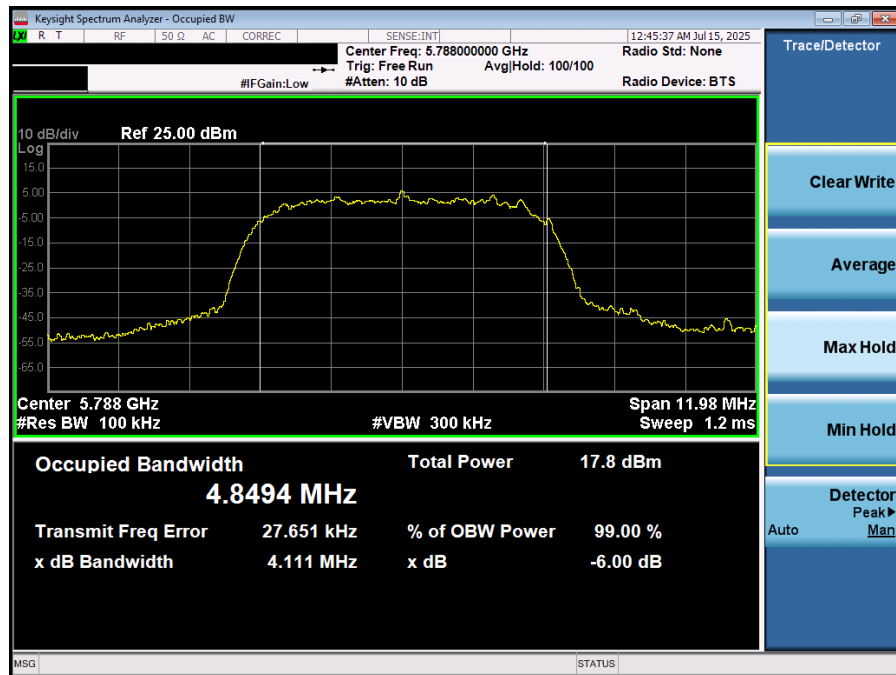 Keysight Spectrum Analyzer - Occupied BW
LXI R T RF 50 Ω AC CORREC SENSE:INT 12:45:37 AM Jul 15, 2025
Center Freq: 5.788000000 GHz Radio Std: None
Trig: Free Run Avg|Hold: 100/100
#IFGain:Low #Atten: 10 dB Radio Device: BTS
10 dB/div Ref 25.00 dBm
Log
15.0
5.00
-5.00
-15.0
-25.0
-35.0
-45.0
-55.0
-65.0
Center 5.788 GHz Span 11.98 MHz
#Res BW 100 kHz #VBW 300 kHz Sweep 1.2 ms
Occupied Bandwidth Total Power 17.8 dBm
4.8494 MHz
Transmit Freq Error 27.651 kHz % of OBW Power 99.00 %
x dB Bandwidth 4.111 MHz x dB -6.00 dB
MSG STATUS
Trace/Detector
Clear Write
Average
Max Hold
Min Hold
Detector
Peak▶
Auto Man